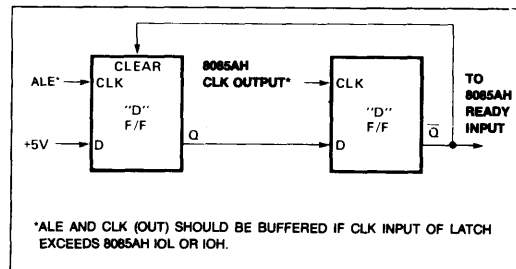 CLEAR
ALE*
CLK
"D"
F/F
+5V
D
Q
8085AH
CLK OUTPUT*
CLK
"D"
F/F
D
Q̅
TO
8085AH
READY
INPUT
*ALE AND CLK (OUT) SHOULD BE BUFFERED IF CLK INPUT OF LATCH
EXCEEDS 8085AH IOL OR IOH.